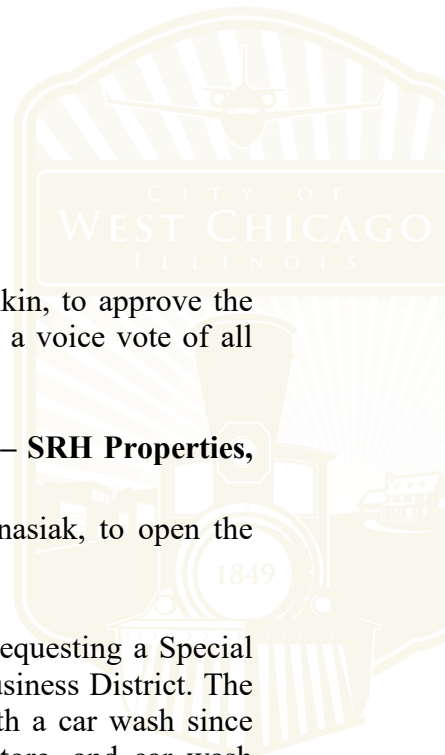 CITY OF
WEST CHICAGO
ILLINOIS
kin, to approve the
a voice vote of all
– SRH Properties,
nasiak, to open the
1849
equesting a Special
usiness District. The
th a car wash since